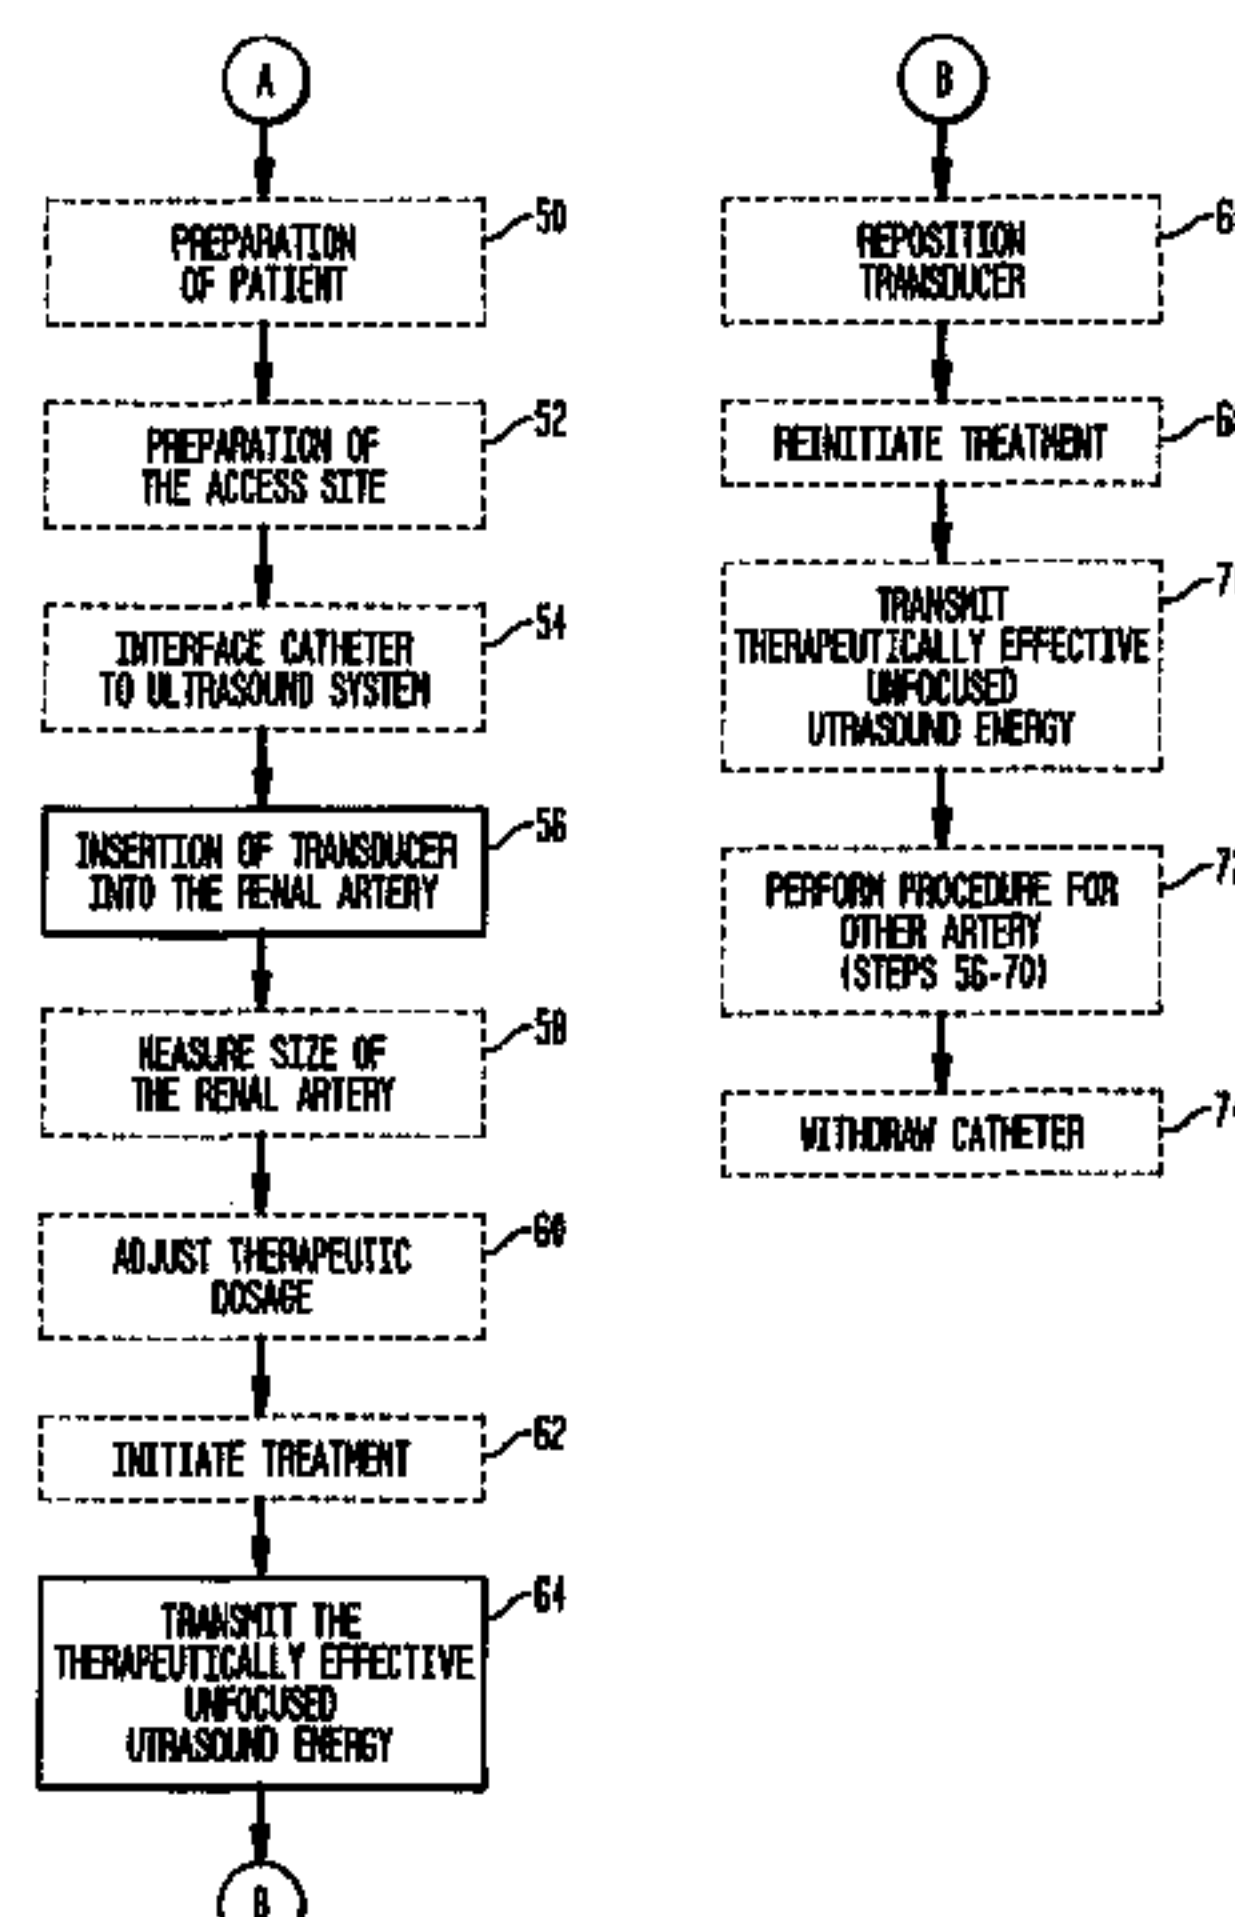 A
PREPARATION
OF PATIENT
50
PREPARATION OF
THE ACCESS SITE
52
INTERFACE CATHETER
TO ULTRASOUND SYSTEM
54
INSERTION OF TRANSDUCER
INTO THE RENAL ARTERY
56
MEASURE SIZE OF
THE RENAL ARTERY
58
ADJUST THERAPEUTIC
DOSAGE
60
INITIATE TREATMENT
62
TRANSMIT THE
THERAPEUTICALLY EFFECTIVE
UNFOCUSED
UTRASOUND ENERGY
64
B
B
REPOSITION
TRANSDUCER
REINITIATE TREATMENT
TRANSMIT
THERAPEUTICALLY EFFECTIVE
UNFOCUSED
UTRASOUND ENERGY
PERFORM PROCEDURE FOR
OTHER ARTERY
(STEPS 56-70)
WITHDRAW CATHETER